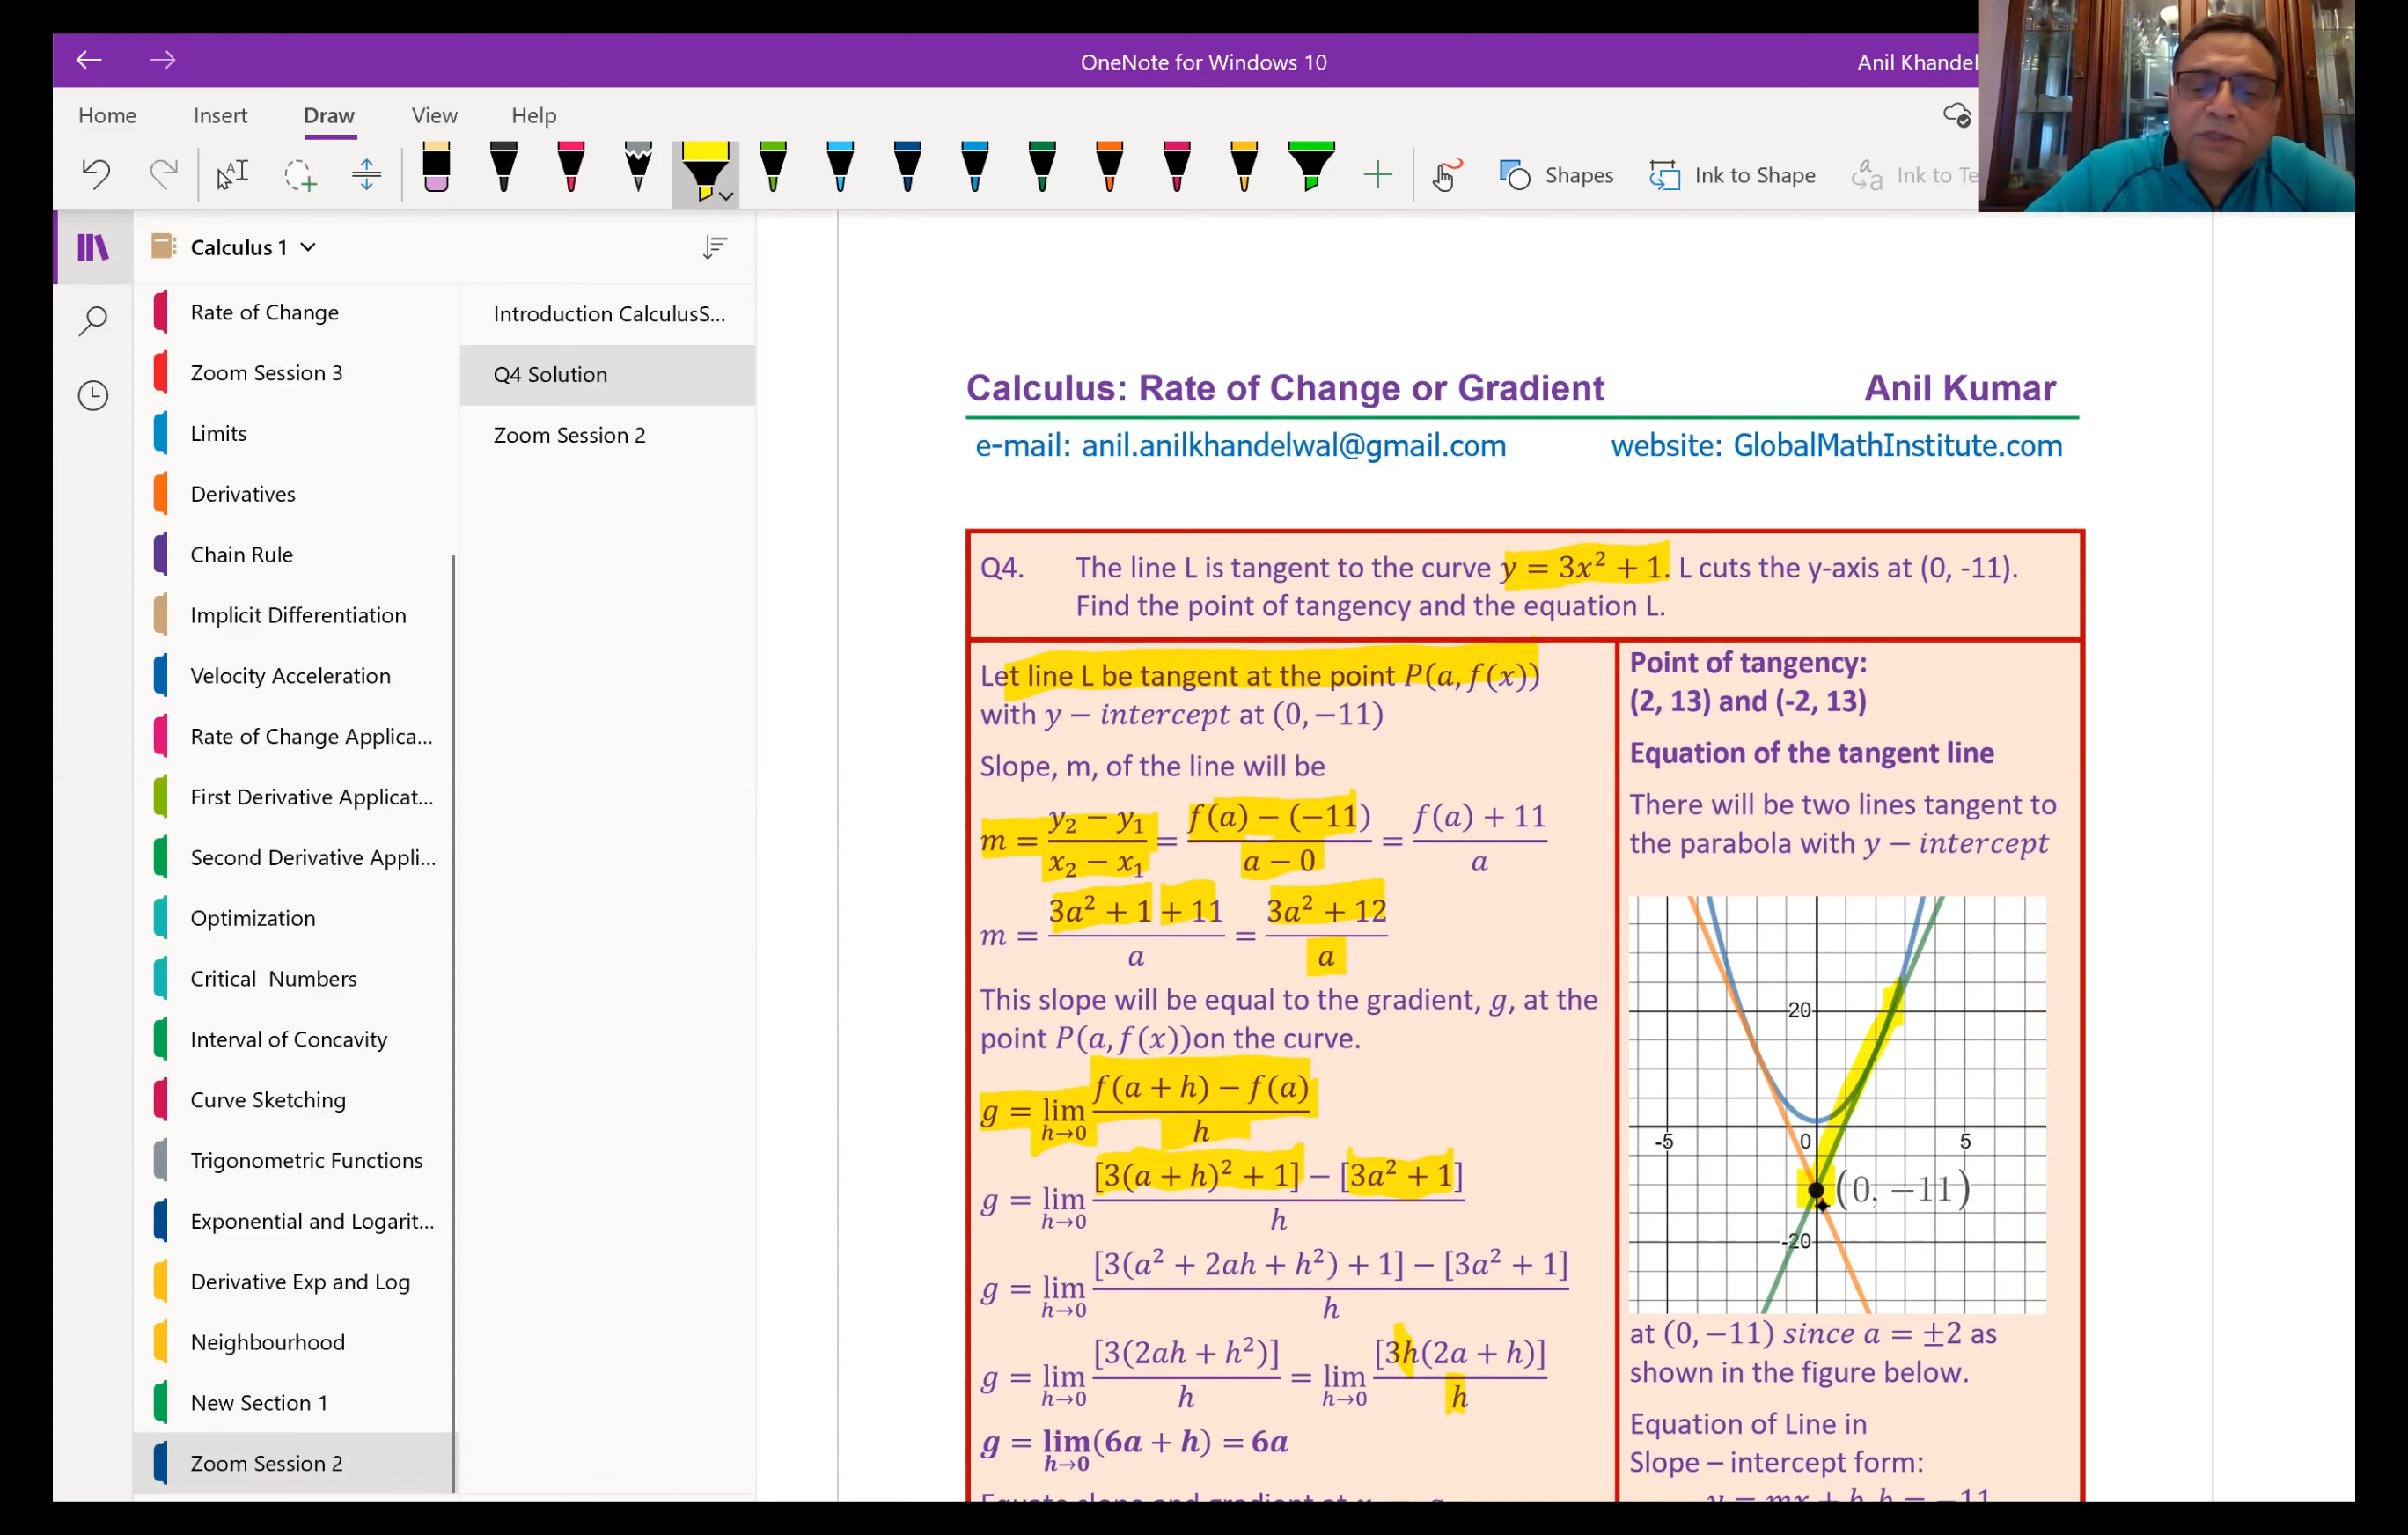 OneNote for Windows 10
Anil Khandel
Home Insert Draw View Help
Shapes Ink to Shape Ink to Te
Calculus 1
Rate of Change
Zoom Session 3
Limits
Derivatives
Chain Rule
Implicit Differentiation
Velocity Acceleration
Rate of Change Applica...
First Derivative Applicat...
Second Derivative Appli...
Optimization
Critical Numbers
Interval of Concavity
Curve Sketching
Trigonometric Functions
Exponential and Logarit...
Derivative Exp and Log
Neighbourhood
New Section 1
Zoom Session 2
Introduction CalculusS...
Q4 Solution
Zoom Session 2
Calculus: Rate of Change or Gradient Anil Kumar
e-mail: anil.anilkhandelwal@gmail.com website: GlobalMathInstitute.com
Q4. The line L is tangent to the curve y = 3x² + 1. L cuts the y-axis at (0, -11).
Find the point of tangency and the equation L.
Let line L be tangent at the point P(a, f(x))
with y − intercept at (0, −11)
Slope, m, of the line will be
m = (y₂ − y₁)/(x₂ − x₁) = (f(a) − (−11))/(a − 0) = (f(a) + 11)/a
m = (3a² + 1 + 11)/a = (3a² + 12)/a
This slope will be equal to the gradient, g, at the
point P(a, f(x))on the curve.
g = lim h→0 (f(a + h) − f(a))/h
g = lim h→0 ([3(a + h)² + 1] − [3a² + 1])/h
g = lim h→0 ([3(a² + 2ah + h²) + 1] − [3a² + 1])/h
g = lim h→0 [3(2ah + h²)]/h = lim h→0 [3h(2a + h)]/h
g = lim h→0 (6a + h) = 6a
Equate slope and gradient at
Point of tangency:
(2, 13) and (-2, 13)
Equation of the tangent line
There will be two lines tangent to
the parabola with y − intercept
20
-5 0 5
(0, −11)
-20
at (0, −11) since a = ±2 as
shown in the figure below.
Equation of Line in
Slope – intercept form:
y = mx + b, b = −11